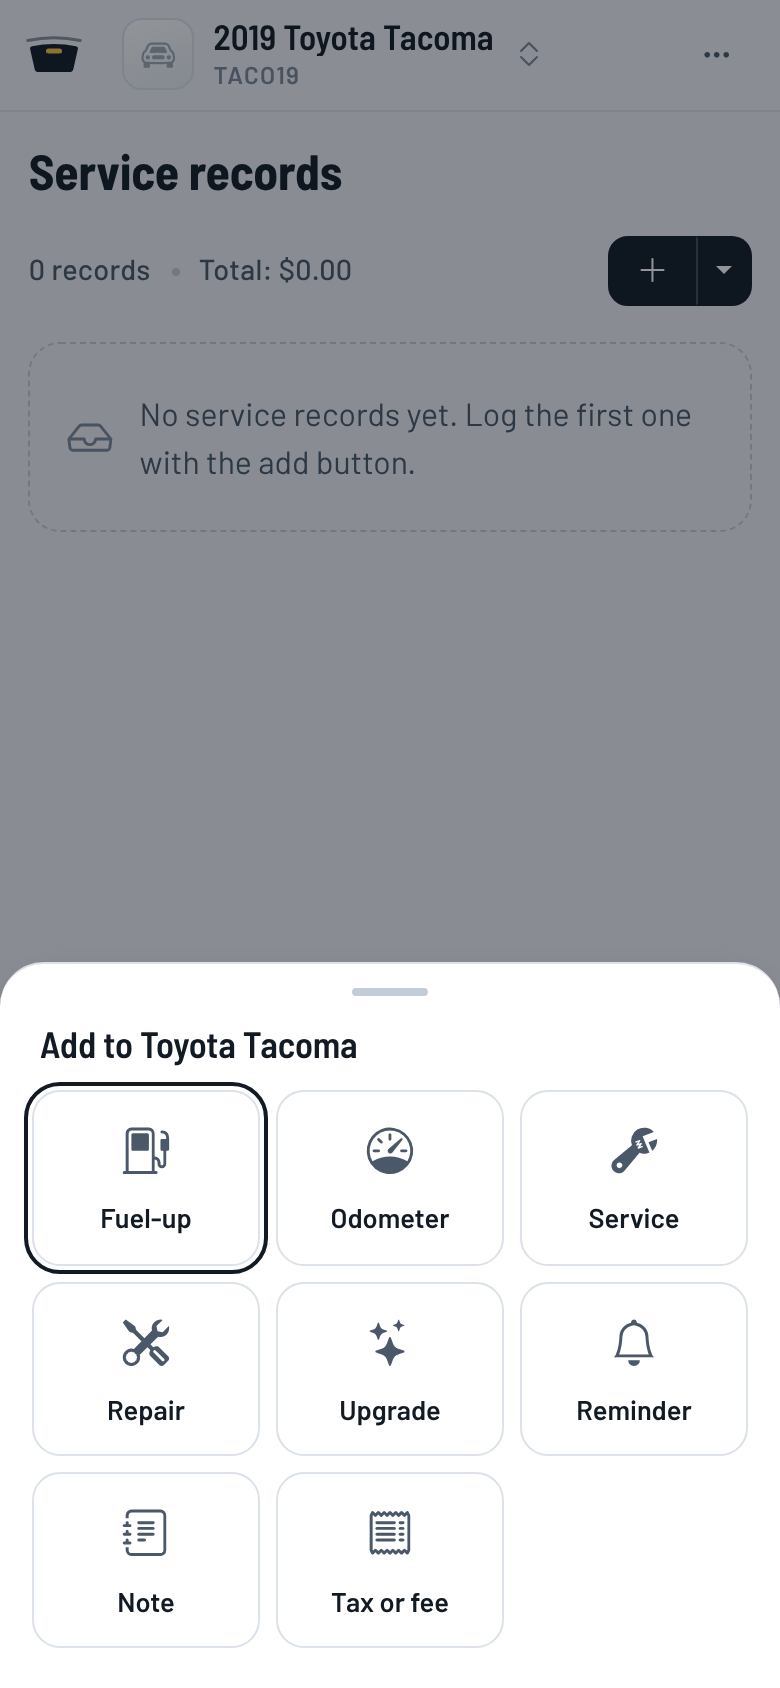 2019 Toyota Tacoma
TACO19
Service records
0 records • Total: $0.00
No service records yet. Log the first one
with the add button.
Add to Toyota Tacoma
Fuel-up
Odometer
Service
Repair
Upgrade
Reminder
Note
Tax or fee